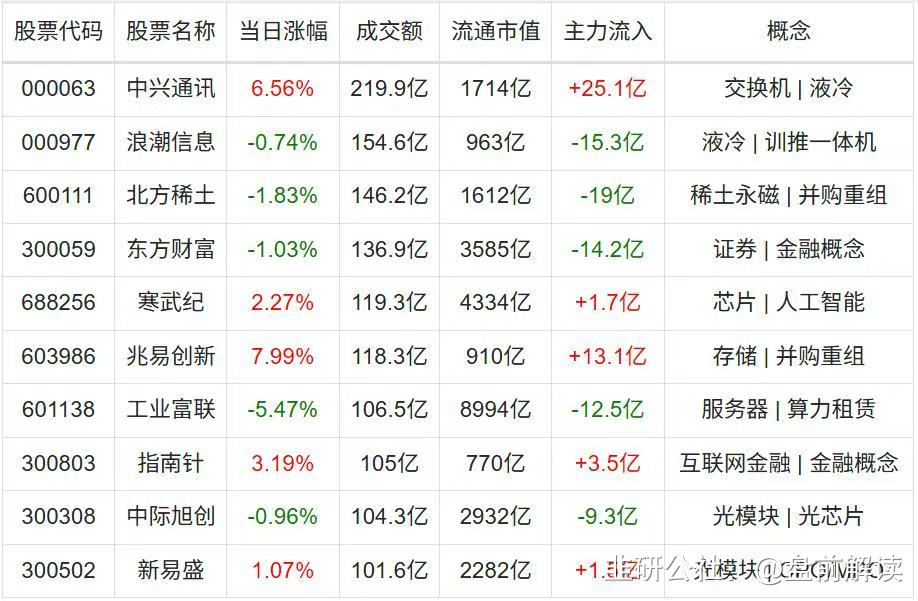 股票代码 股票名称 当日涨幅 成交额 流通市值 主力流入 概念
000063 中兴通讯 6.56% 219.9亿 1714亿 +25.1亿 交换机 | 液冷
000977 浪潮信息 -0.74% 154.6亿 963亿 -15.3亿 液冷 | 训推一体机
600111 北方稀土 -1.83% 146.2亿 1612亿 -19亿 稀土永磁 | 并购重组
300059 东方财富 -1.03% 136.9亿 3585亿 -14.2亿 证券 | 金融概念
688256 寒武纪 2.27% 119.3亿 4334亿 +1.7亿 芯片 | 人工智能
603986 兆易创新 7.99% 118.3亿 910亿 +13.1亿 存储 | 并购重组
601138 工业富联 -5.47% 106.5亿 8994亿 -12.5亿 服务器 | 算力租赁
300803 指南针 3.19% 105亿 770亿 +3.5亿 互联网金融 | 金融概念
300308 中际旭创 -0.96% 104.3亿 2932亿 -9.3亿 光模块 | 光芯片
300502 新易盛 1.07% 101.6亿 2282亿 光模块
@盘前解读